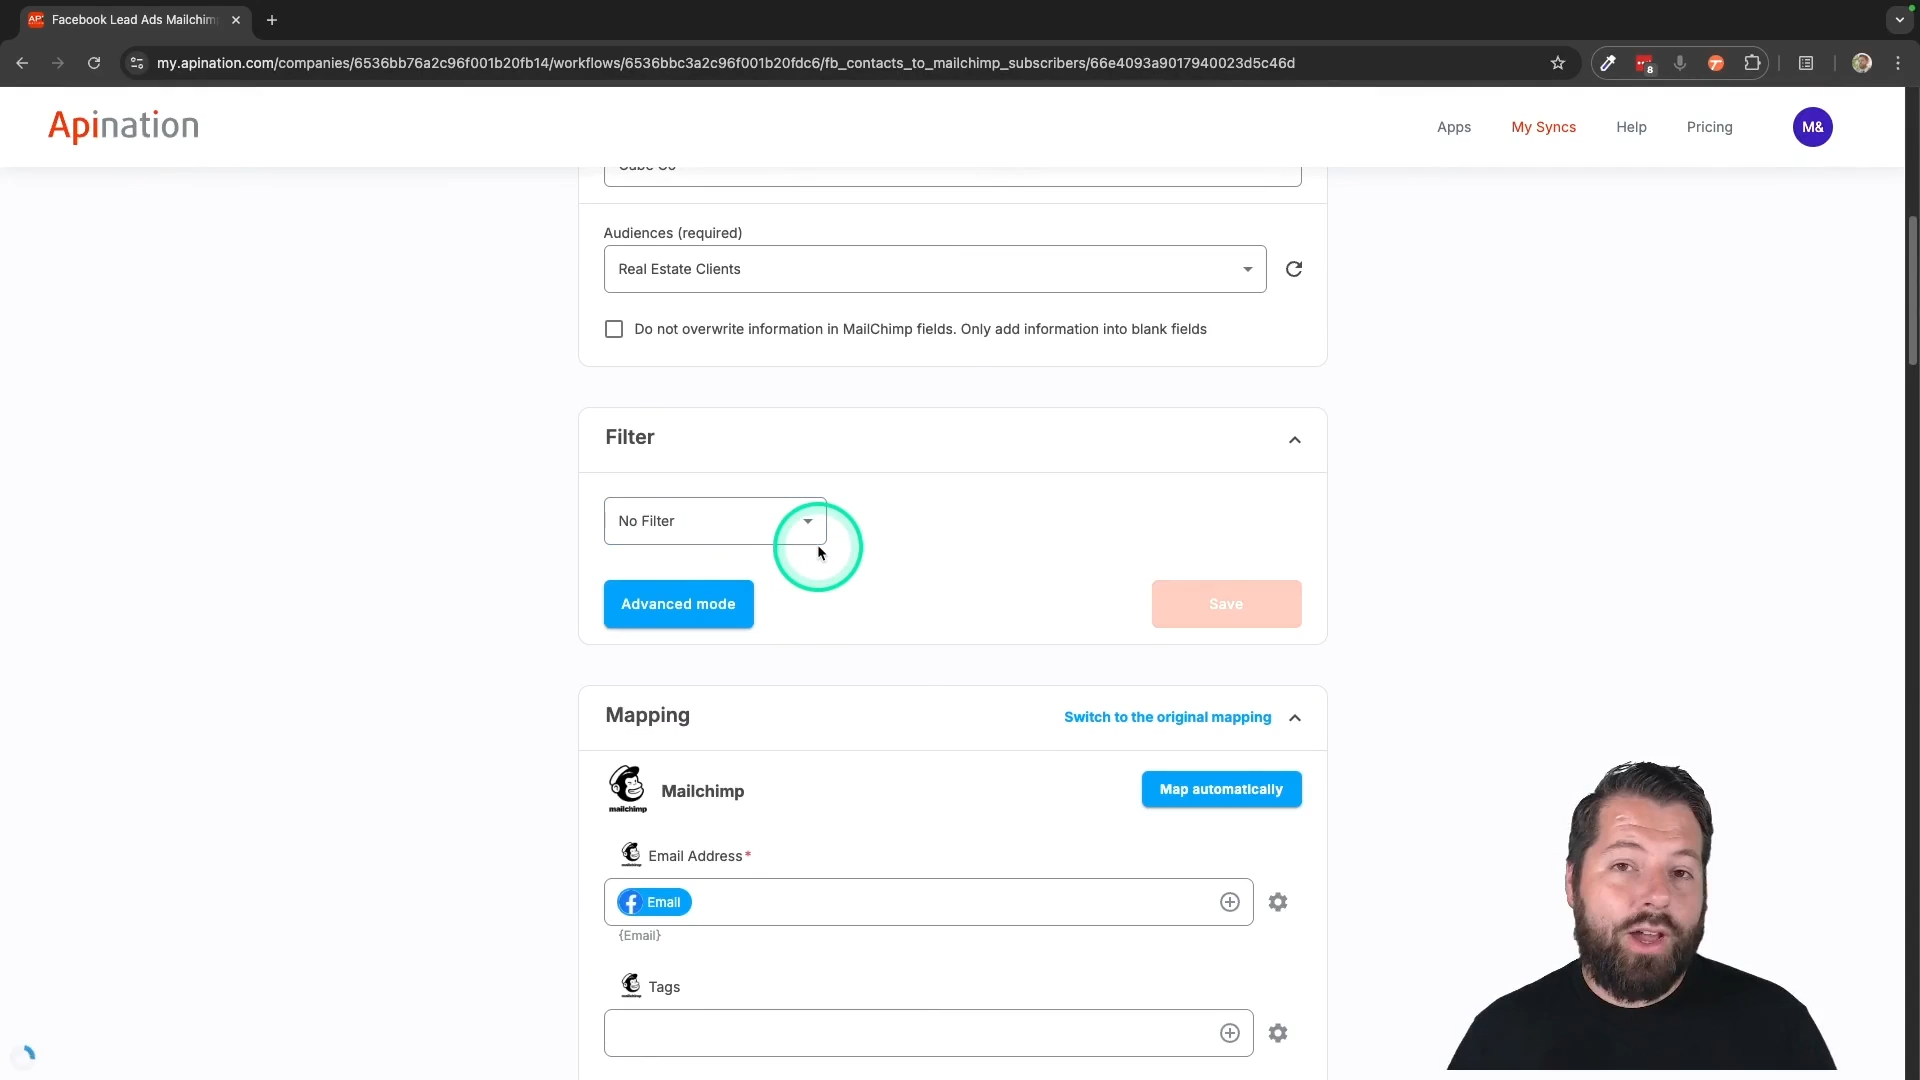 Facebook Lead Ads Mailchim
my.apination.com/companies/6536bb76a2c96f001b20fb14/workflows/6536bbc3a2c96f001b20fdc6/fb_contacts_to_mailchimp_subscribers/66e4093a9017940023d5c46d
8
Apination
Apps
My Syncs
Help
Pricing
M&
Audiences (required)
Real Estate Clients
Do not overwrite information in MailChimp fields. Only add information into blank fields
Filter
No Filter
Advanced mode
Save
Mapping
Switch to the original mapping
mailchimp
Mailchimp
Map automatically
Email Address*
Email
{Email}
Tags